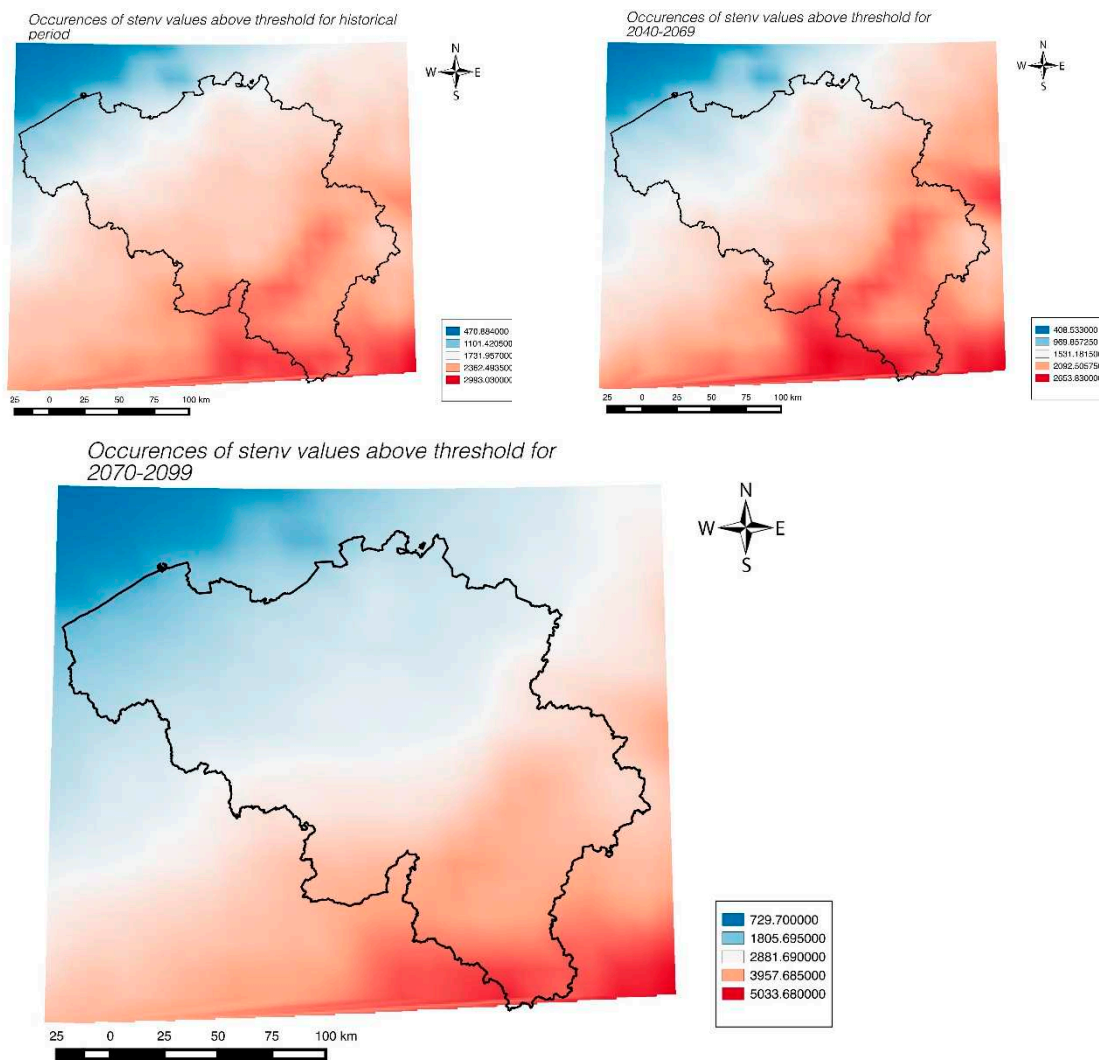 Occurences of stenv values above threshold for historical
period
N
W E
S
470.884000
1101.420500
1731.957000
2362.493500
2993.030000
25 0 25 50 75 100 km
Occurences of stenv values above threshold for
2040-2069
N
W E
S
408.533000
969.857250
1531.181500
2092.505750
2653.830000
25 0 25 50 75 100 km
Occurences of stenv values above threshold for
2070-2099
N
W E
S
729.700000
1805.695000
2881.690000
3957.685000
5033.680000
25 0 25 50 75 100 km